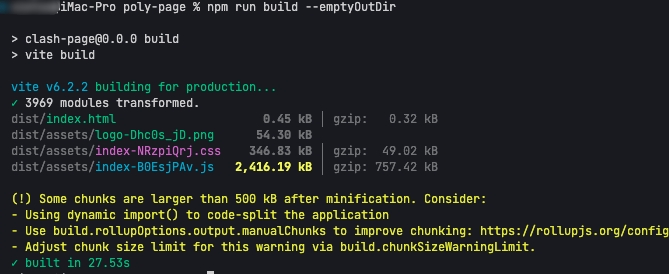 iMac-Pro poly-page % npm run build --emptyOutDir
> clash-page@0.0.0 build
> vite build
vite v6.2.2 building for production...
✓ 3969 modules transformed.
dist/index.html 0.45 kB │ gzip: 0.32 kB
dist/assets/logo-Dhc0s_jD.png 54.30 kB
dist/assets/index-NRzpiQrj.css 346.83 kB │ gzip: 49.02 kB
dist/assets/index-B0EsjPAv.js 2,416.19 kB │ gzip: 757.42 kB
(!) Some chunks are larger than 500 kB after minification. Consider:
- Using dynamic import() to code-split the application
- Use build.rollupOptions.output.manualChunks to improve chunking: https://rollupjs.org/config
- Adjust chunk size limit for this warning via build.chunkSizeWarningLimit.
✓ built in 27.53s